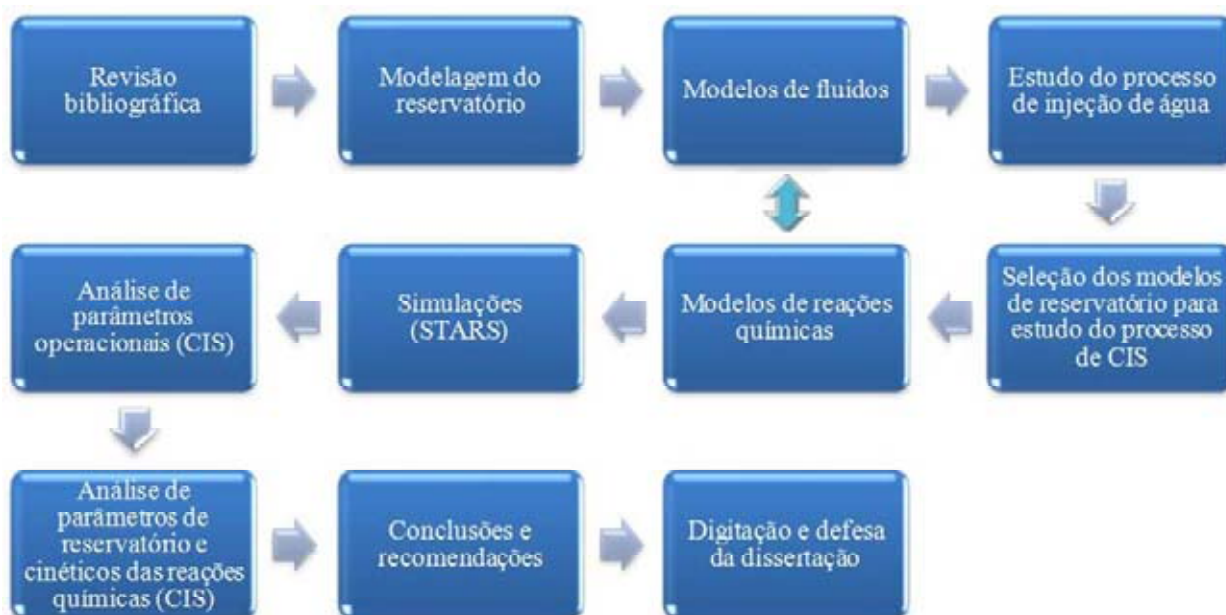 Revisão
bibliográfica
Modelagem do
reservatório
Modelos de fluídos
Estudo do processo
de injeção de água
Seleção dos modelos
de reservatório para
estudo do processo
de CIS
Modelos de reações
químicas
Simulações
(STARS)
Análise de
parâmetros
operacionais (CIS)
Análise de
parâmetros de
reservatório e
cinéticos das reações
químicas (CIS)
Conclusões e
recomendações
Digitação e defesa
da dissertação